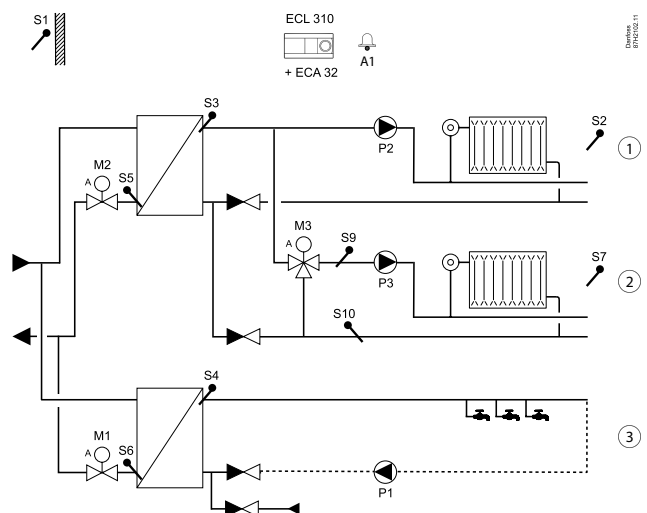 S1
ECL 310
A1
+ ECA 32
Danfoss
87H2102.11
S3
P2
S2
1
M2
A
S5
M3
A
S9
P3
S7
2
S10
S4
M1
A
S6
3
P1